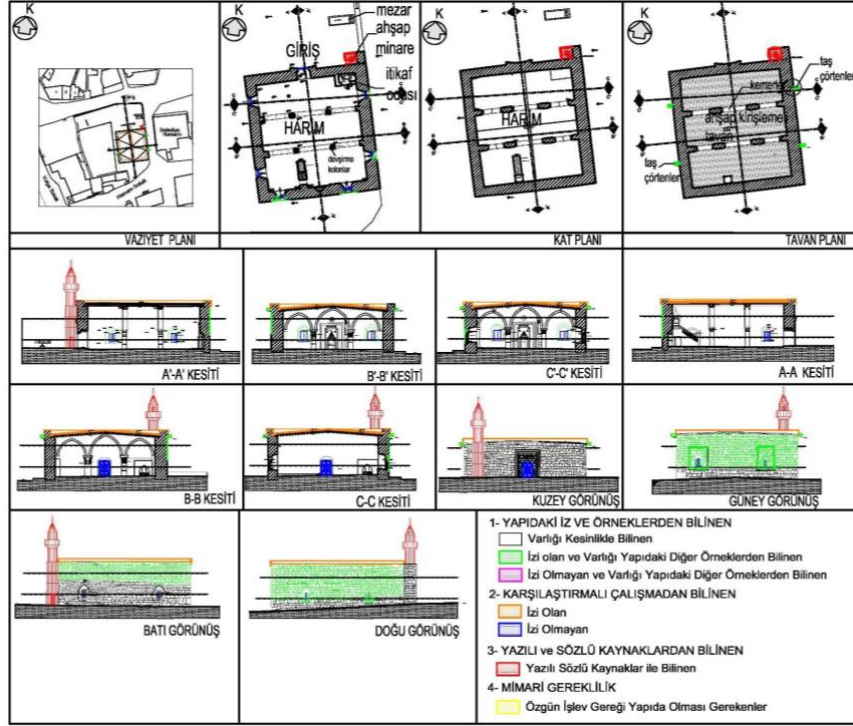 K
K
K
K
mezar
ahşap
minare
itikaf
odası
GİRİŞ
HARİM
devşirme
kolonlar
HARİM
taş
çörtenler
kemerler
ahşap kirişlemeli
tavan
taş
çörtenler
VAZİYET PLANI
KAT PLANI
TAVAN PLANI
A'-A' KESİTİ
B'-B' KESİTİ
C'-C' KESİTİ
A-A KESİTİ
B-B KESİTİ
C-C KESİTİ
KUZEY GÖRÜNÜŞ
GÜNEY GÖRÜNÜŞ
BATI GÖRÜNÜŞ
DOĞU GÖRÜNÜŞ
1- YAPIDAKİ İZ VE ÖRNEKLERDEN BİLİNEN
Varlığı Kesinlikle Bilinen
İzi olan ve Varlığı Yapıdaki Diğer Örneklerden Bilinen
İzi Olmayan ve Varlığı Yapıdaki Diğer Örneklerden Bilinen
2- KARŞILAŞTIRMALI ÇALIŞMADAN BİLİNEN
İzi Olan
İzi Olmayan
3- YAZILI ve SÖZLÜ KAYNAKLARDAN BİLİNEN
Yazılı Sözlü Kaynaklar ile Bilinen
4- MİMARİ GEREKLİLİK
Özgün İşlev Gereği Yapıda Olması Gerekenler